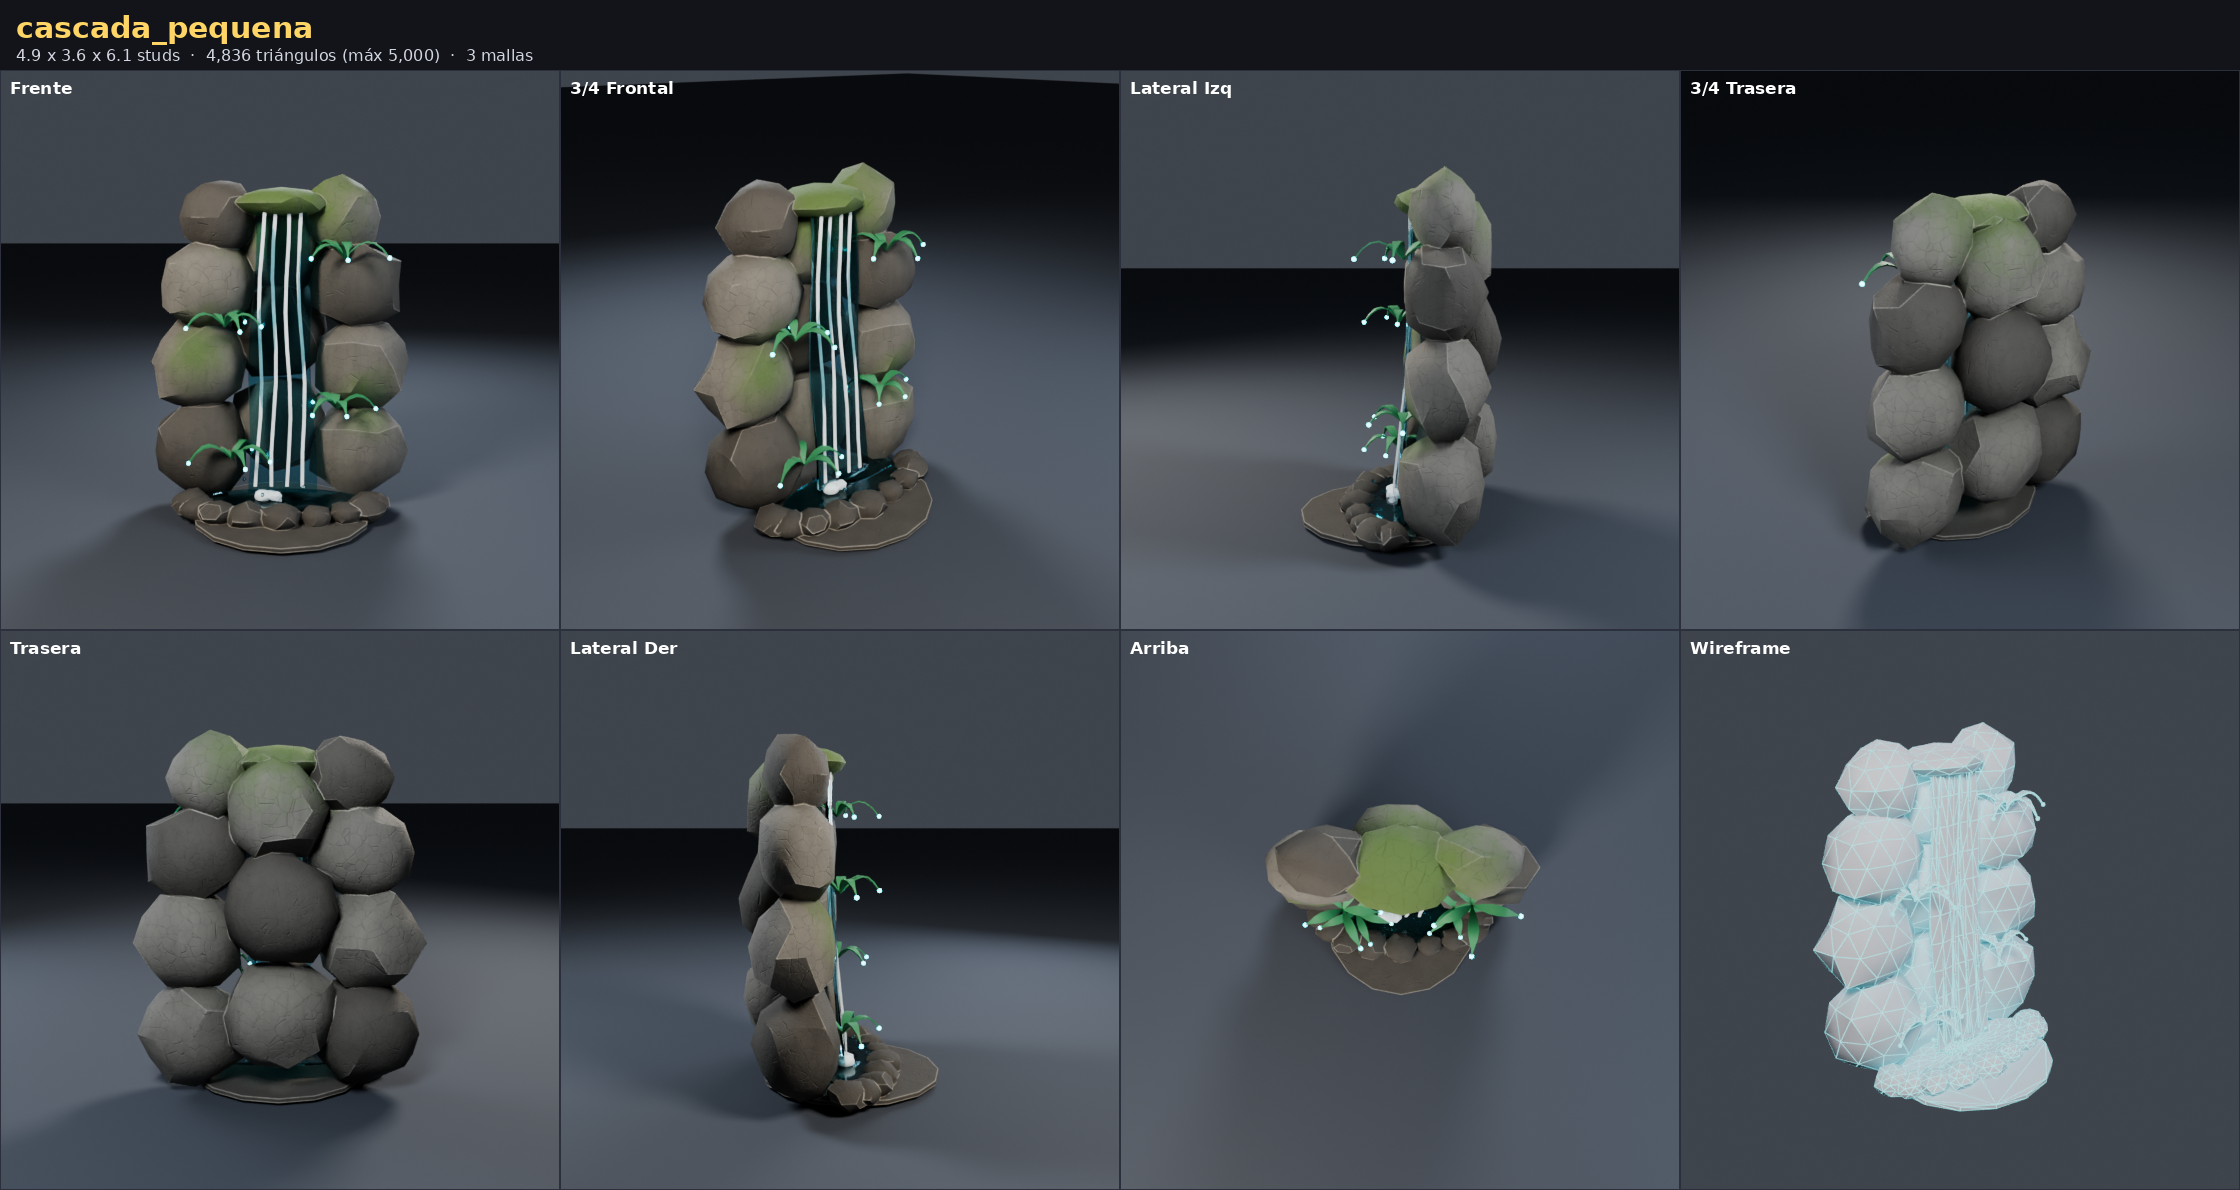 cascada_pequena
4.9 x 3.6 x 6.1 studs · 4,836 triángulos (máx 5,000) · 3 mallas
Frente
3/4 Frontal
Lateral Izq
3/4 Trasera
Trasera
Lateral Der
Arriba
Wireframe